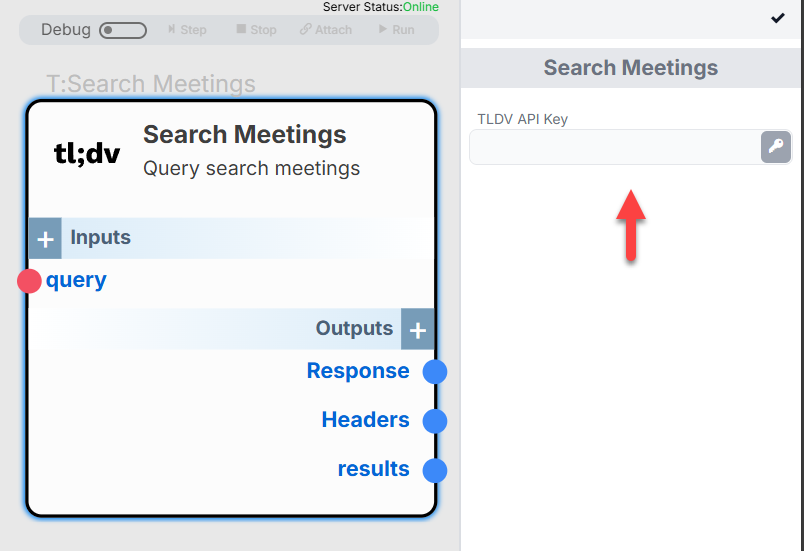 Server Status:Online
Debug
Step
Stop
Attach
Run
T:Search Meetings
tl;dv
Search Meetings
Query search meetings
+ Inputs
query
Outputs +
Response
Headers
results
Search Meetings
TLDV API Key